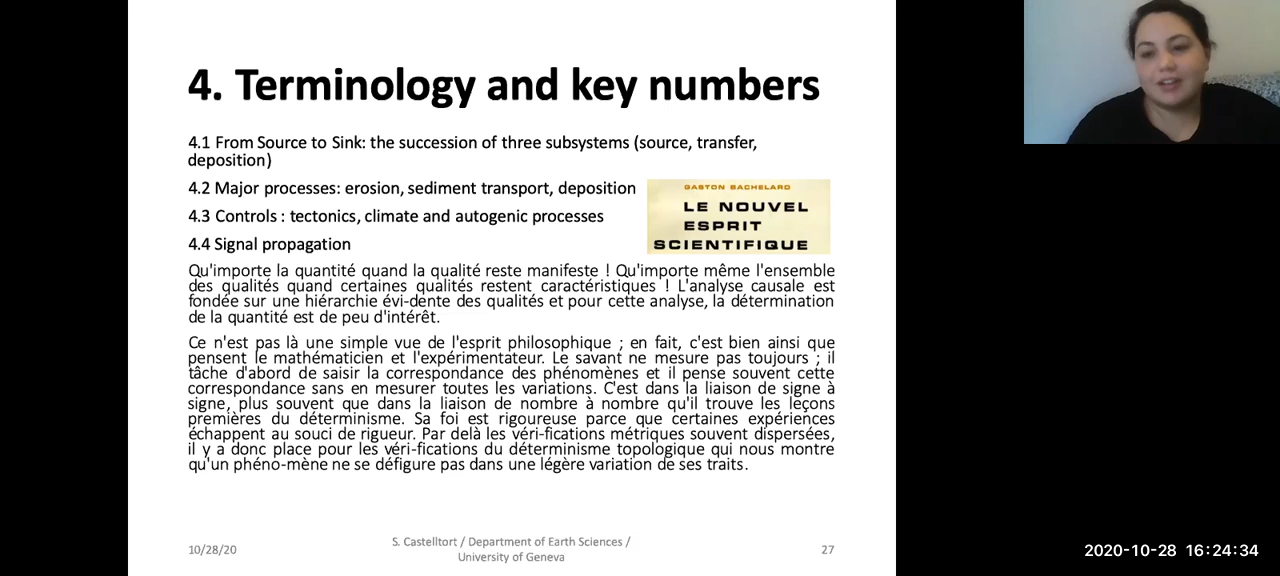 4. Terminology and key numbers
4.1 From Source to Sink: the succession of three subsystems (source, transfer,
deposition)
4.2 Major processes: erosion, sediment transport, deposition
4.3 Controls : tectonics, climate and autogenic processes
4.4 Signal propagation
GASTON BACHELARD
LE NOUVEL
ESPRIT
SCIENTIFIQUE
Qu'importe la quantité quand la qualité reste manifeste ! Qu'importe même l'ensemble
des qualités quand certaines qualités restent caractéristiques ! L'analyse causale est
fondée sur une hiérarchie évi-dente des qualités et pour cette analyse, la détermination
de la quantité est de peu d'intérêt.
Ce n'est pas là une simple vue de l'esprit philosophique ; en fait, c'est bien ainsi que
pensent le mathématicien et l'expérimentateur. Le savant ne mesure pas toujours ; il
tâche d'abord de saisir la correspondance des phénomènes et il pense souvent cette
correspondance sans en mesurer toutes les variations. C'est dans la liaison de signe à
signe, plus souvent que dans la liaison de nombre à nombre qu'il trouve les leçons
premières du déterminisme. Sa foi est rigoureuse parce que certaines expériences
échappent au souci de rigueur. Par delà les véri-fications métriques souvent dispersées,
il y a donc place pour les véri-fications du déterminisme topologique qui nous montre
qu'un phéno-mène ne se défigure pas dans une légère variation de ses traits.
10/28/20
S. Castelltort / Department of Earth Sciences /
University of Geneva
27
2020-10-28 16:24:34